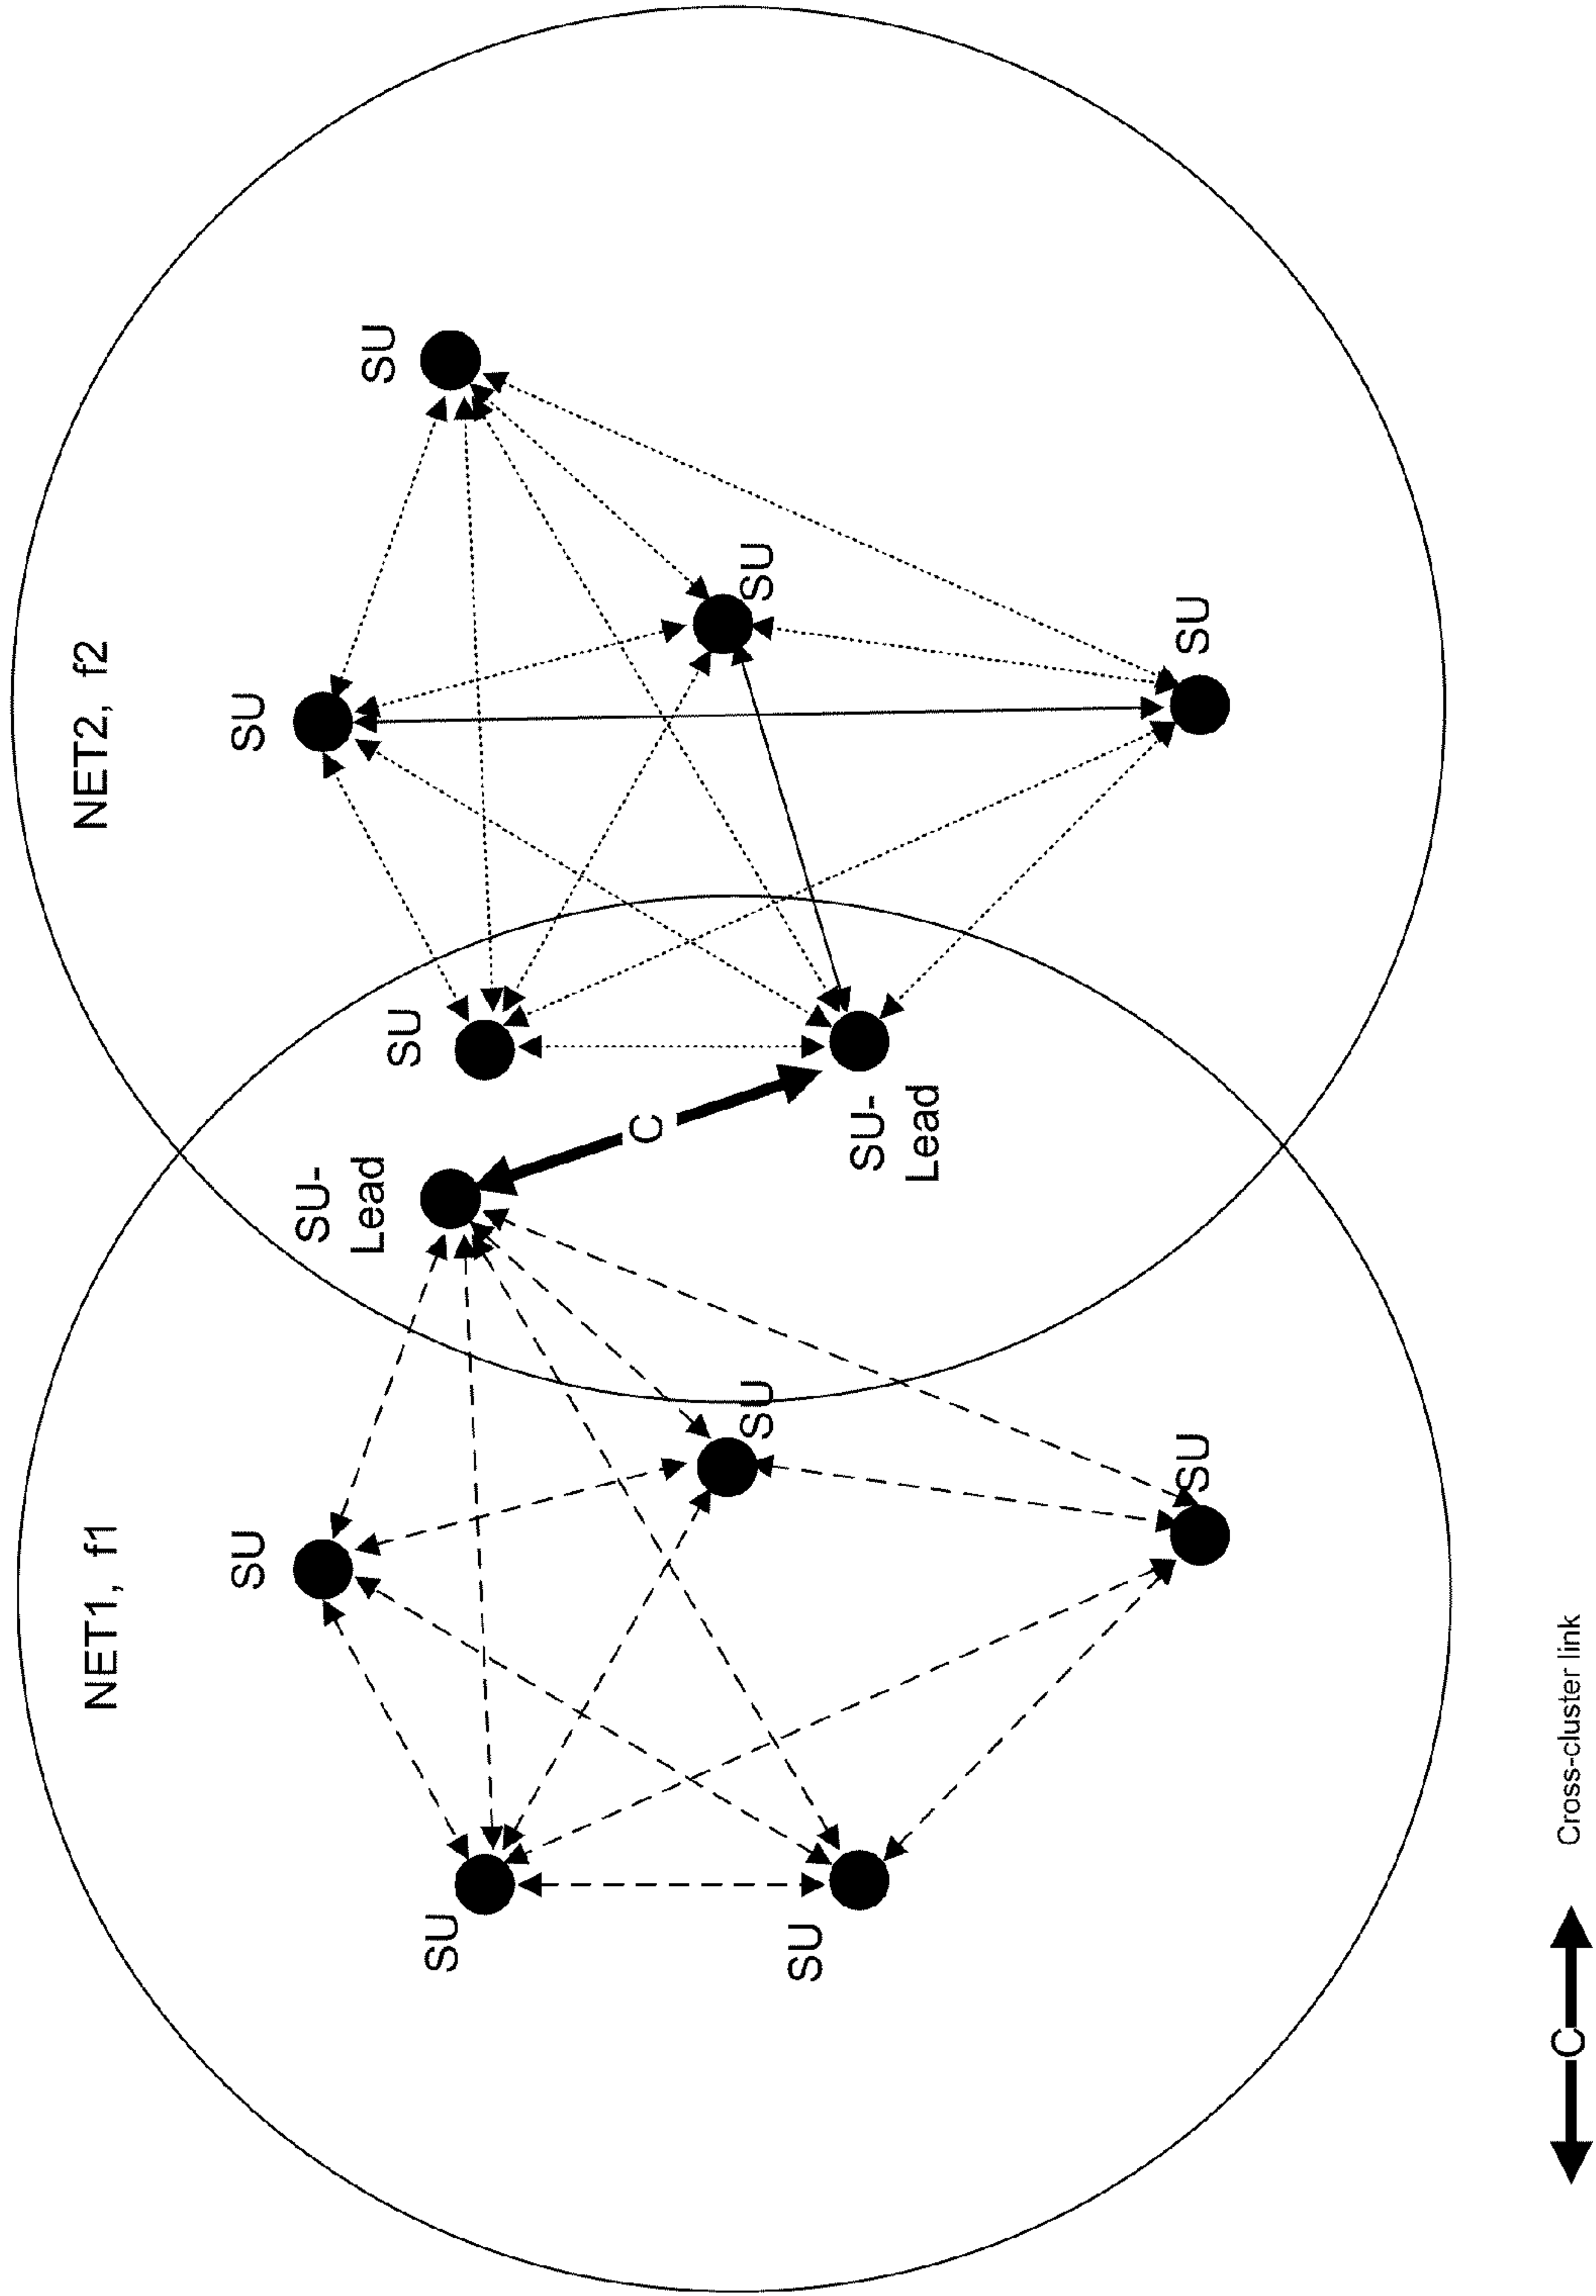 NET1, f1
NET2, f2
SU
SU
SU-
Lead
SU
SU
SU
C
SU
SU
SU
SU-
Lead
SU
SU
C
Cross-cluster link